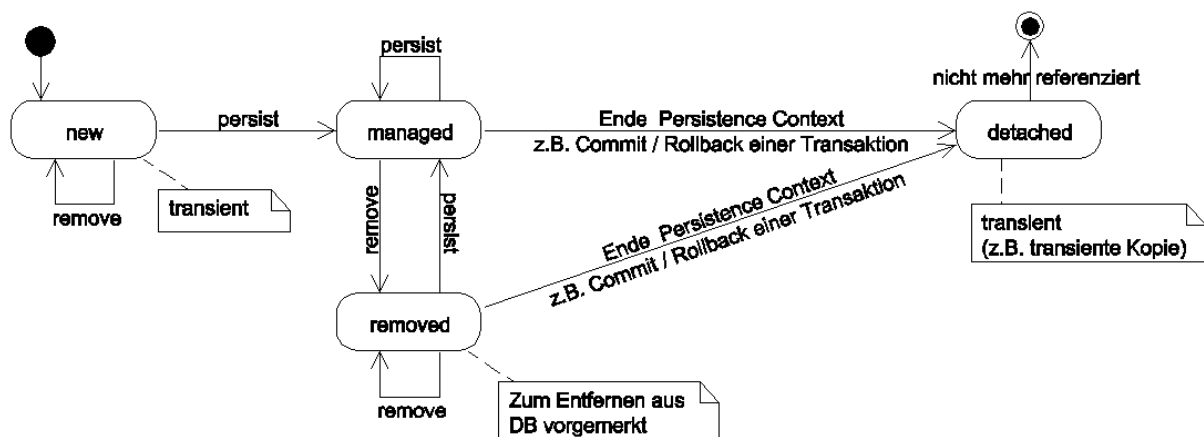 persist
nicht mehr referenziert
new
persist
managed
Ende Persistence Context
z.B. Commit / Rollback einer Transaktion
detached
remove
transient
remove
persist
Ende Persistence Context
z.B. Commit / Rollback einer Transaktion
transient
(z.B. transiente Kopie)
removed
remove
Zum Entfernen aus
DB vorgemerkt